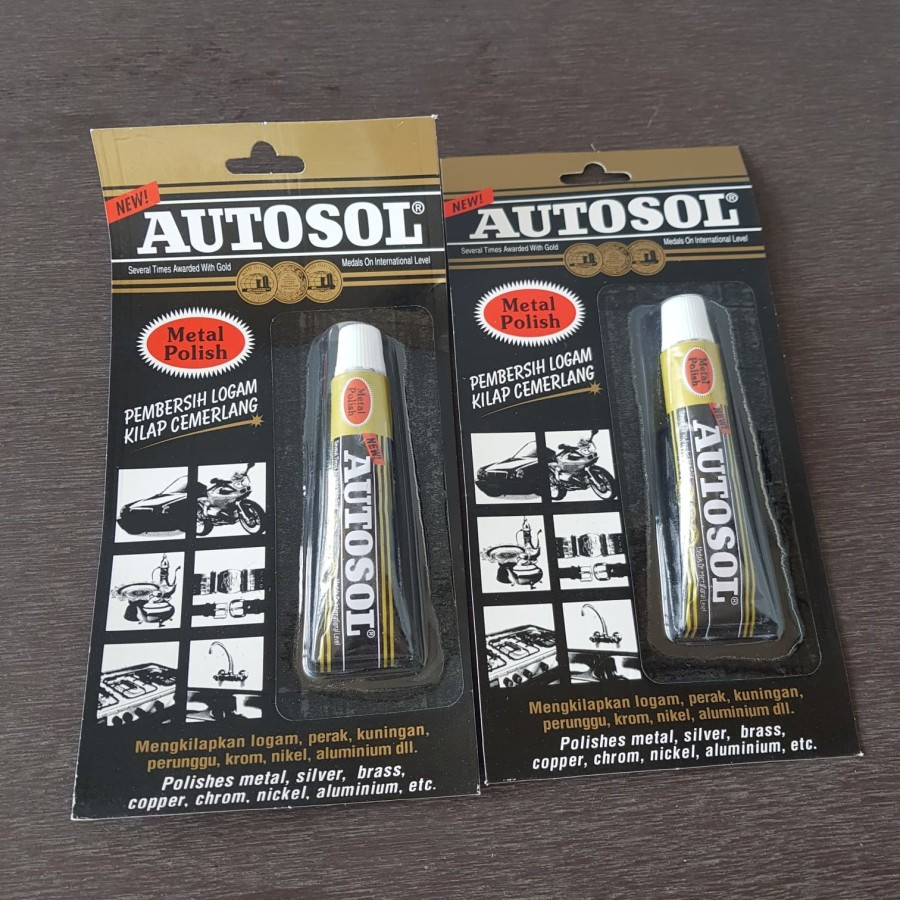 NEW!
AUTOSOL®
Several Times Awarded With Gold
Medals On International Level
Metal
Polish
PEMBERSIH LOGAM
KILAP CEMERLANG
Metal
Polish
NEW!
AUTOSOL®
Mengkilapkan logam, perak, kuningan,
perunggu, krom, nikel, aluminium dll.
Polishes metal, silver, brass,
copper, chrom, nickel, aluminium, etc.
NEW!
AUTOSOL®
Several Times Awarded With Gold
Medals On International Level
Metal
Polish
PEMBERSIH LOGAM
KILAP CEMERLANG
Metal
Polish
NEW!
AUTOSOL®
Mengkilapkan logam, perak, kuningan,
perunggu, krom, nikel, aluminium dll.
Polishes metal, silver, brass,
copper, chrom, nickel, aluminium, etc.